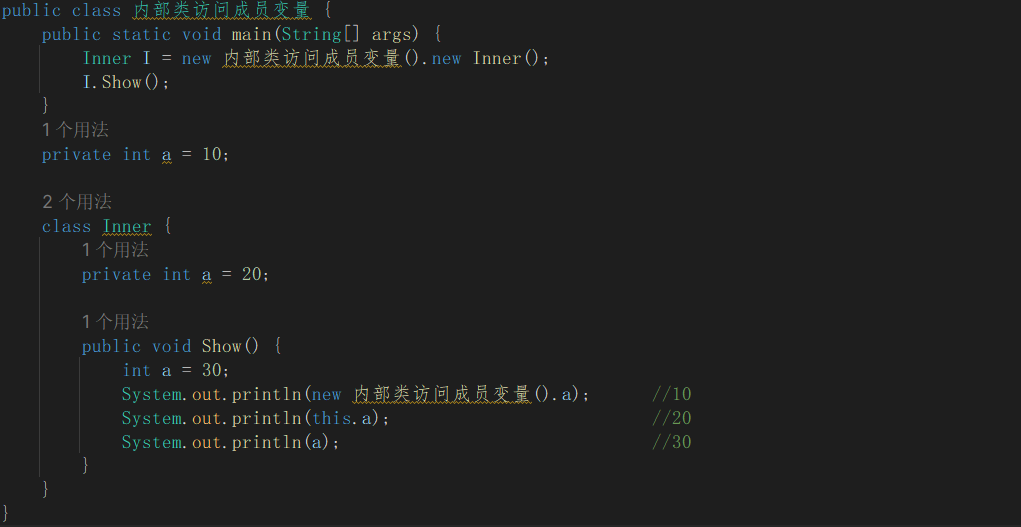 public class 内部类访问成员变量 {
    public static void main(String[] args) {
        Inner I = new 内部类访问成员变量().new Inner();
        I.Show();
    }
    1 个用法
    private int a = 10;
    2 个用法
    class Inner {
        1 个用法
        private int a = 20;
        1 个用法
        public void Show() {
            int a = 30;
            System.out.println(new 内部类访问成员变量().a);        //10
            System.out.println(this.a);        //20
            System.out.println(a);        //30
        }
    }
}